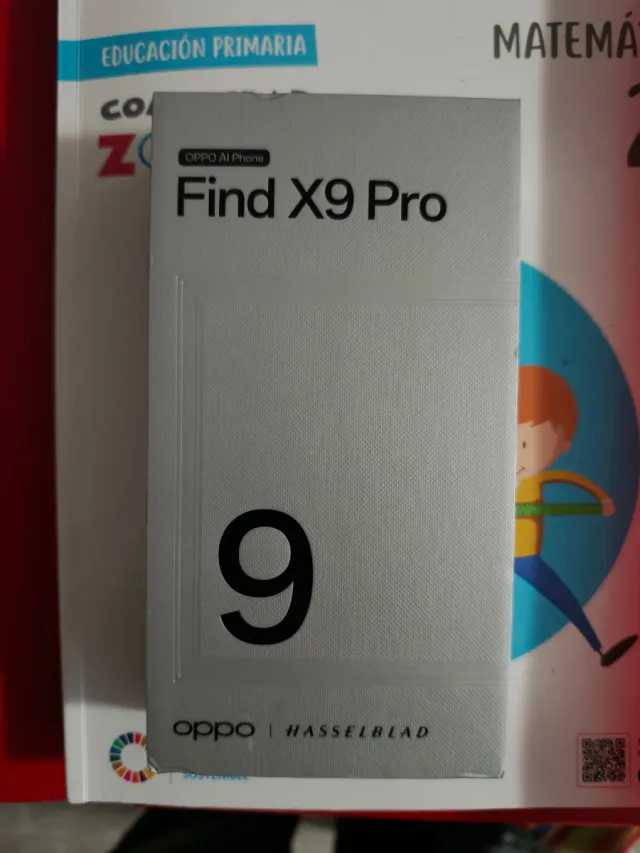 EDUCACIÓN PRIMARIA
MATEMÁ
OPPO AI Phone
Find X9 Pro
9
oppo | HASSELBLAD